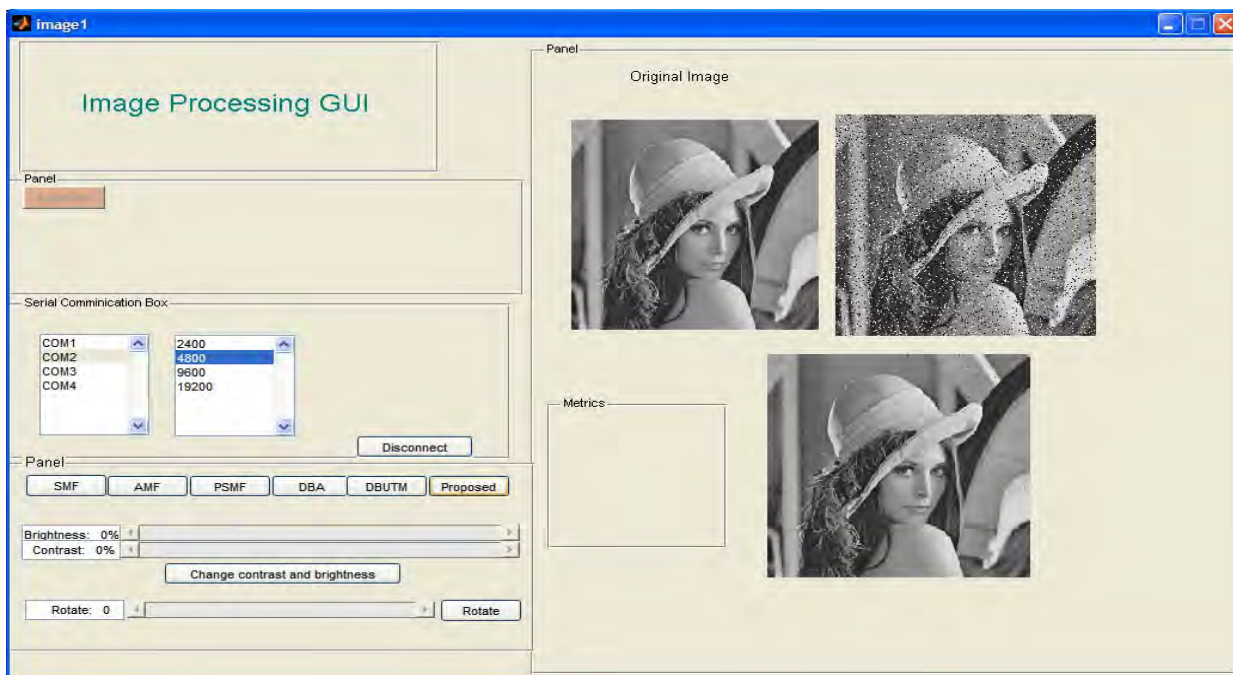 image1
Image Processing GUI
Panel
Serial Comminication Box
COM1
COM2
COM3
COM4
2400
4800
9600
19200
Disconnect
Panel
SMF AMF PSMF DBA DBUTM Proposed
Brightness: 0%
Contrast: 0%
Change contrast and brightness
Rotate: 0
Rotate
Panel
Original Image
Metrics